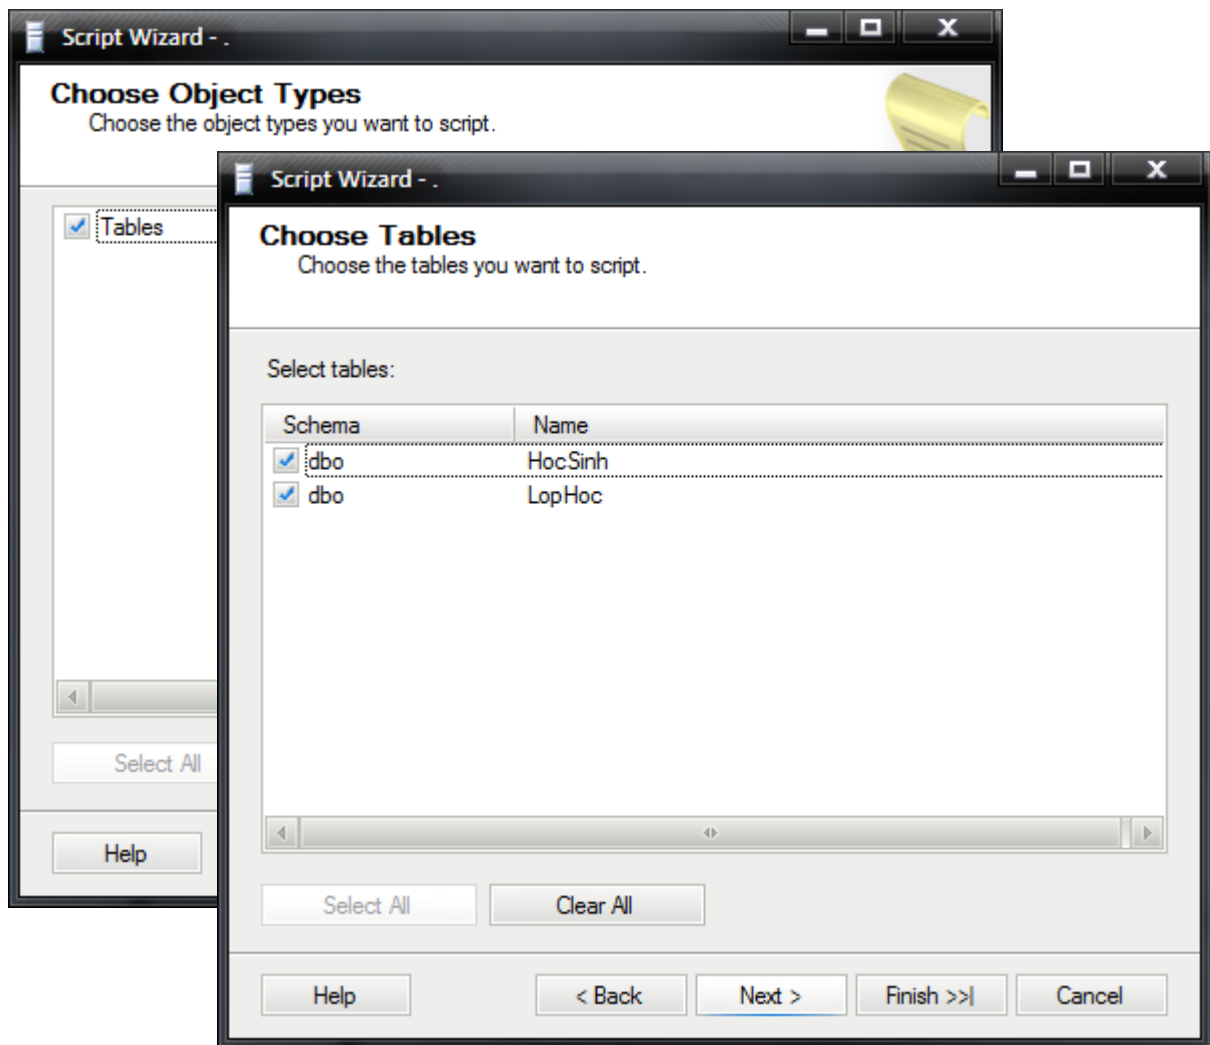 Script Wizard - .
Choose Object Types
Choose the object types you want to script.
Tables
Select All
Help
Script Wizard - .
Choose Tables
Choose the tables you want to script.
Select tables:
Schema Name
dbo HocSinh
dbo LopHoc
Select All Clear All
Help < Back Next > Finish >>| Cancel